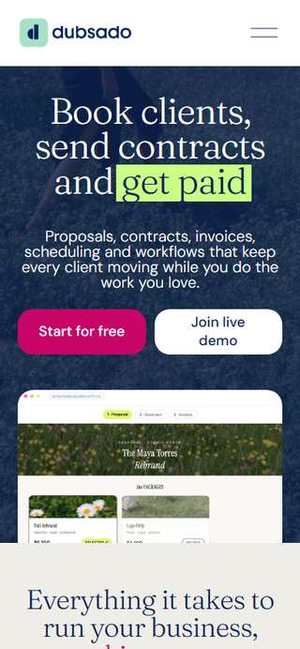 dubsado
Book clients,
send contracts
and get paid
Proposals, contracts, invoices,
scheduling and workflows that keep
every client moving while you do the
work you love.
Start for free
Join live
demo
The Maya Torres
Rebrand
Everything it takes to
run your business,